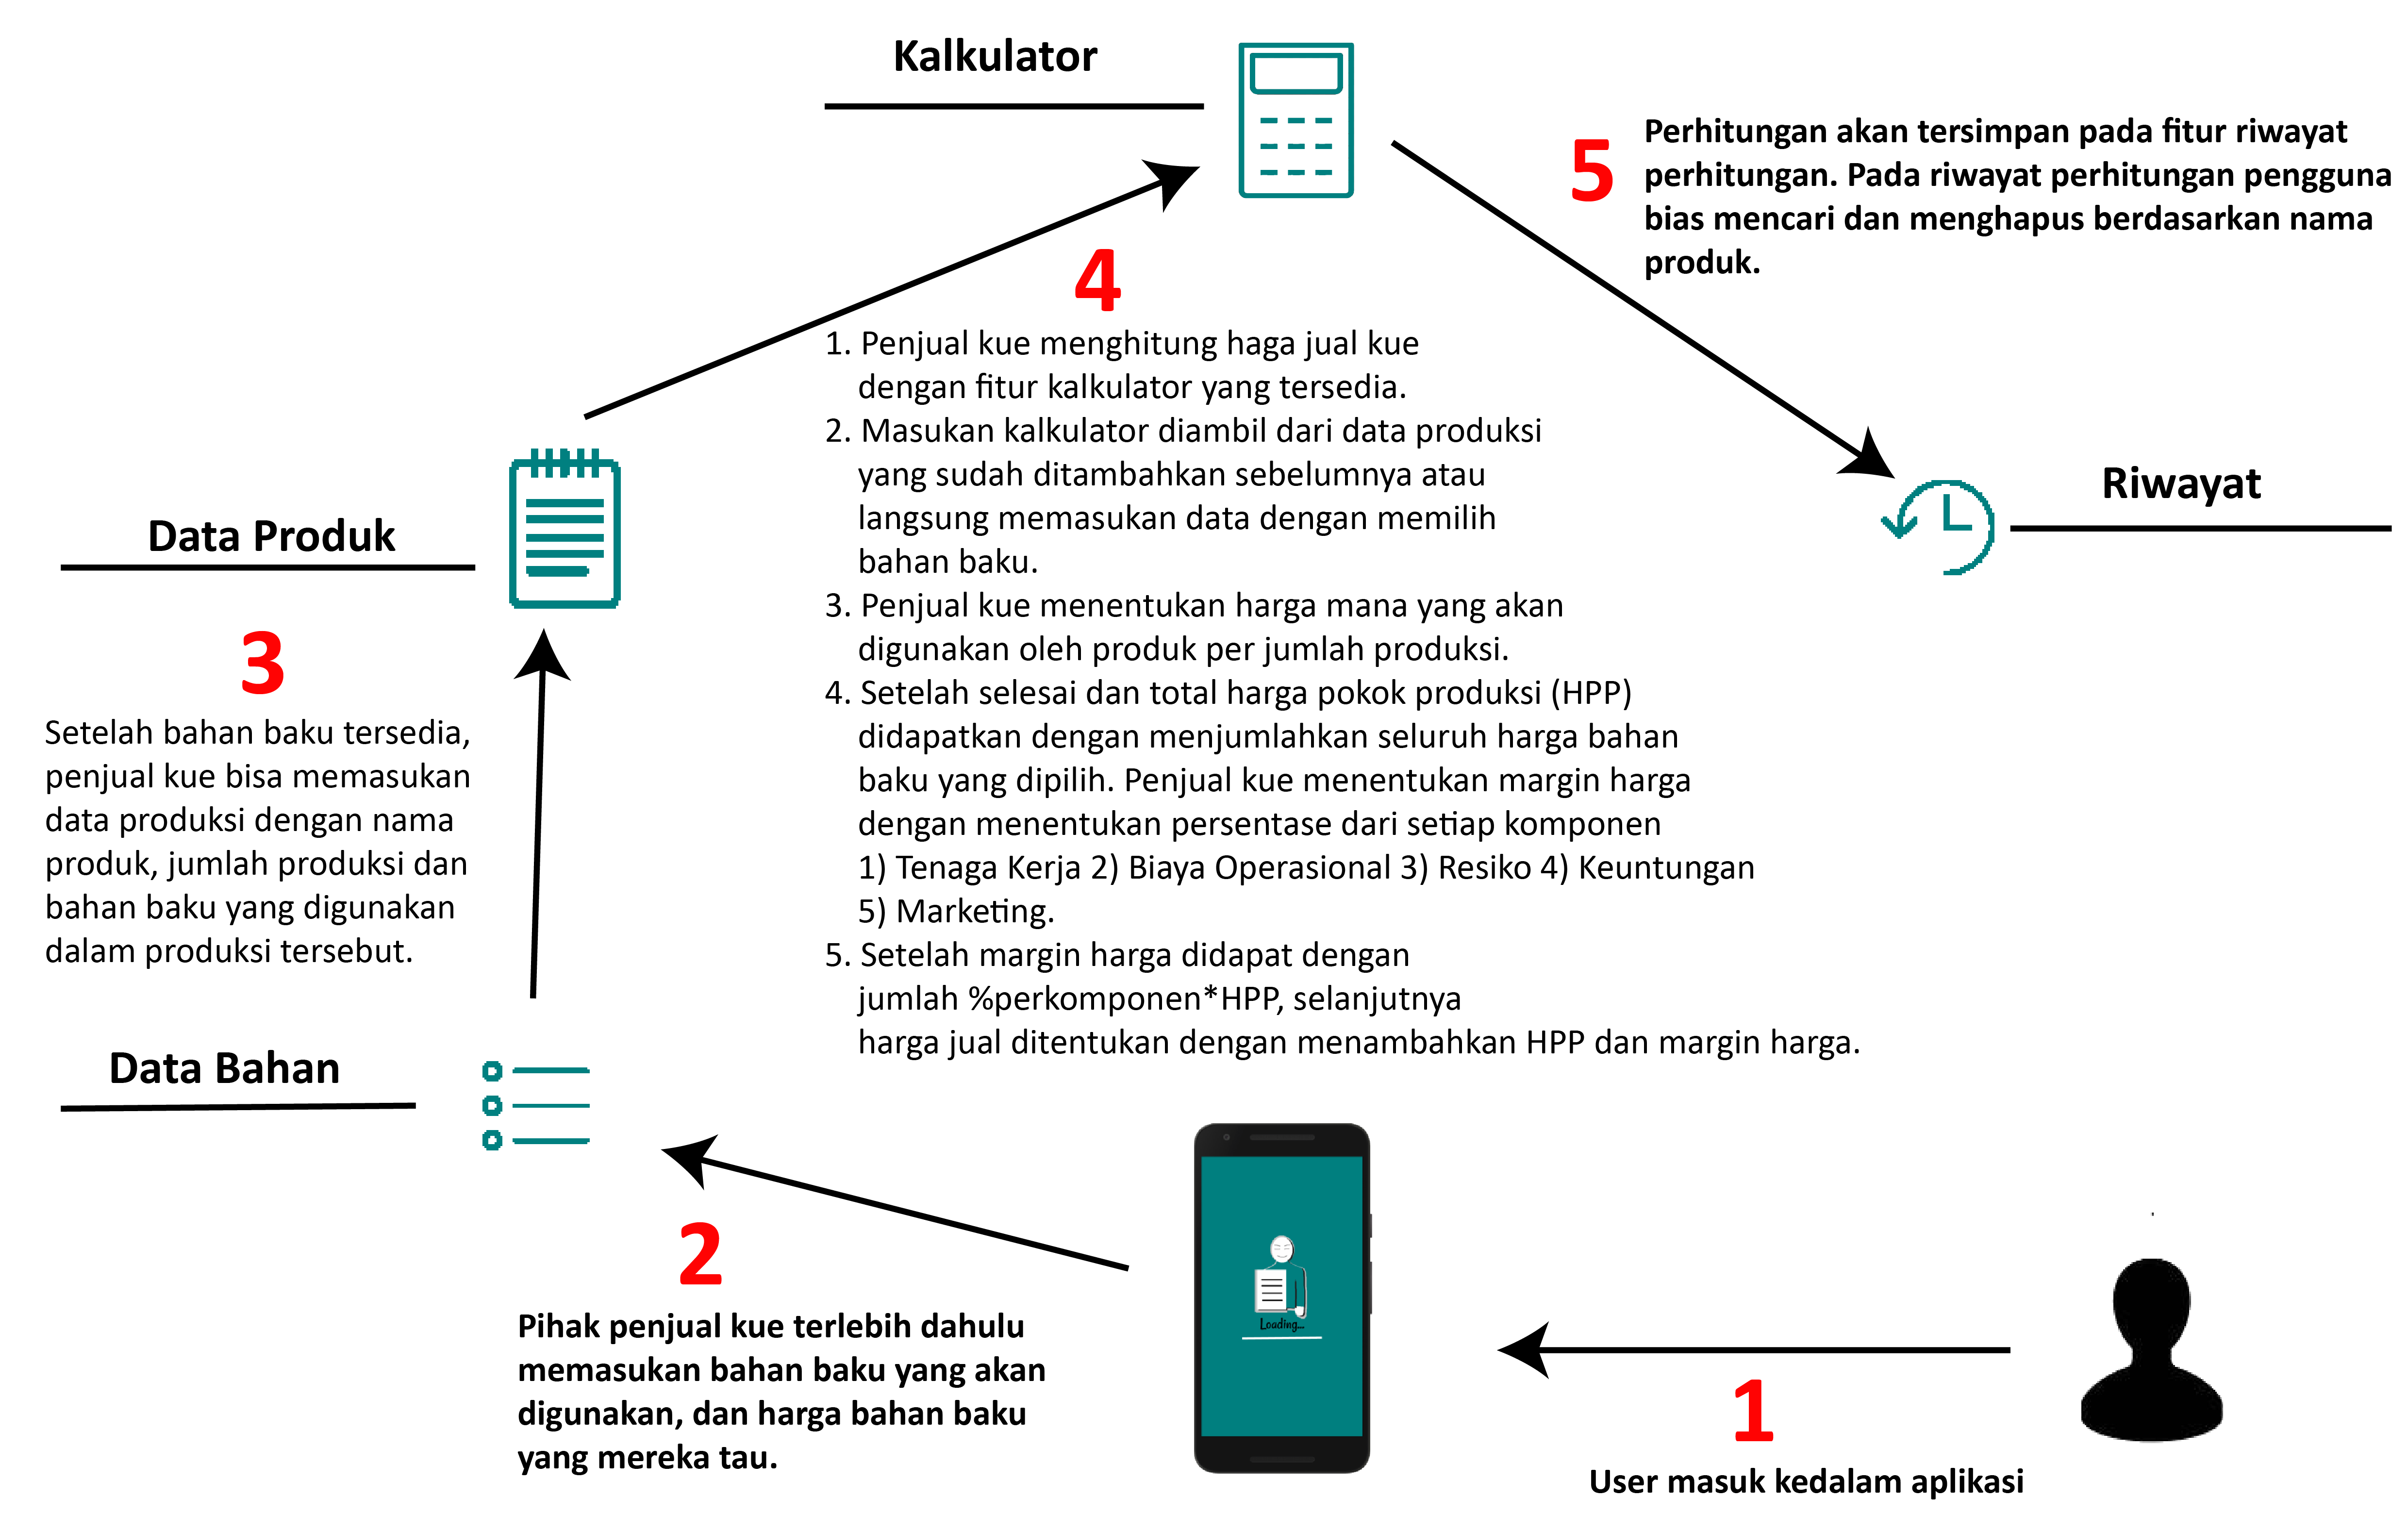 Kalkulator
5
Perhitungan akan tersimpan pada fitur riwayat
perhitungan. Pada riwayat perhitungan pengguna
bias mencari dan menghapus berdasarkan nama
produk.
4
1. Penjual kue menghitung haga jual kue
dengan fitur kalkulator yang tersedia.
2. Masukan kalkulator diambil dari data produksi
yang sudah ditambahkan sebelumnya atau
langsung memasukan data dengan memilih
bahan baku.
3. Penjual kue menentukan harga mana yang akan
digunakan oleh produk per jumlah produksi.
4. Setelah selesai dan total harga pokok produksi (HPP)
didapatkan dengan menjumlahkan seluruh harga bahan
baku yang dipilih. Penjual kue menentukan margin harga
dengan menentukan persentase dari setiap komponen
1) Tenaga Kerja 2) Biaya Operasional 3) Resiko 4) Keuntungan
5) Marketing.
5. Setelah margin harga didapat dengan
jumlah %perkomponen*HPP, selanjutnya
harga jual ditentukan dengan menambahkan HPP dan margin harga.
Riwayat
Data Produk
3
Setelah bahan baku tersedia,
penjual kue bisa memasukan
data produksi dengan nama
produk, jumlah produksi dan
bahan baku yang digunakan
dalam produksi tersebut.
Data Bahan
2
Pihak penjual kue terlebih dahulu
memasukan bahan baku yang akan
digunakan, dan harga bahan baku
yang mereka tau.
Loading...
1
User masuk kedalam aplikasi